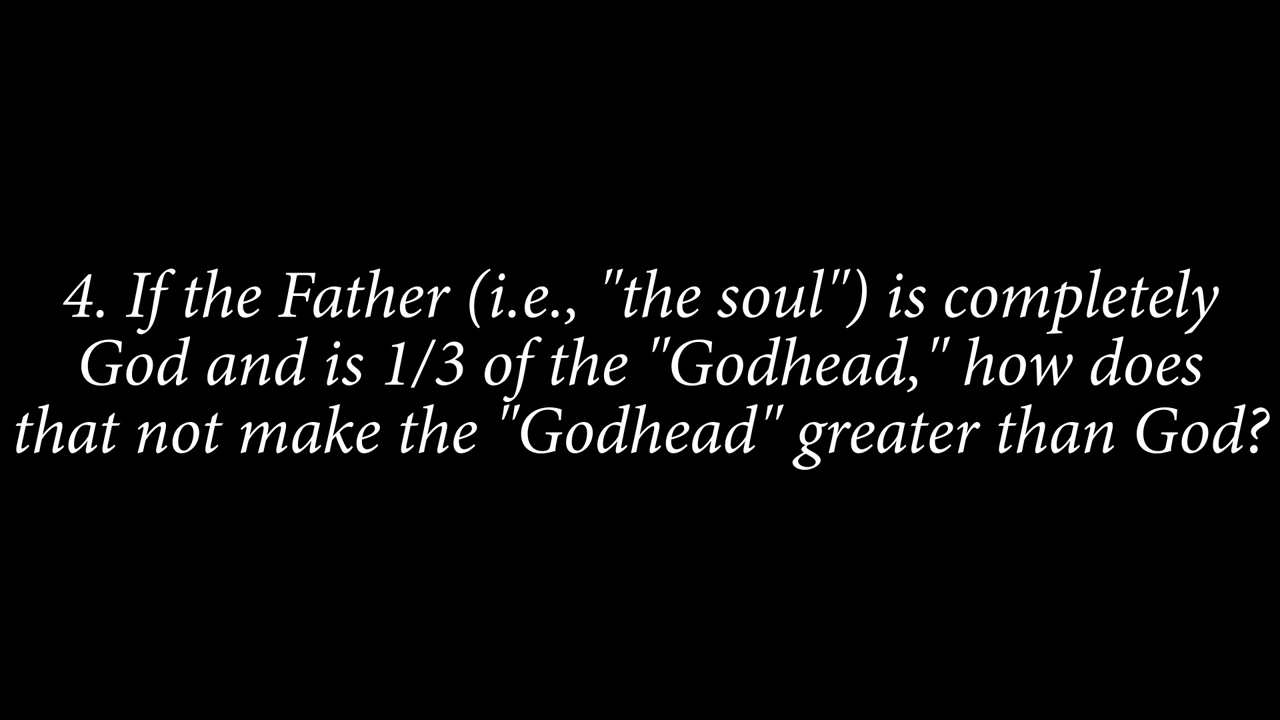 4. If the Father (i.e., "the soul") is completely
God and is 1/3 of the "Godhead," how does
that not make the "Godhead" greater than God?